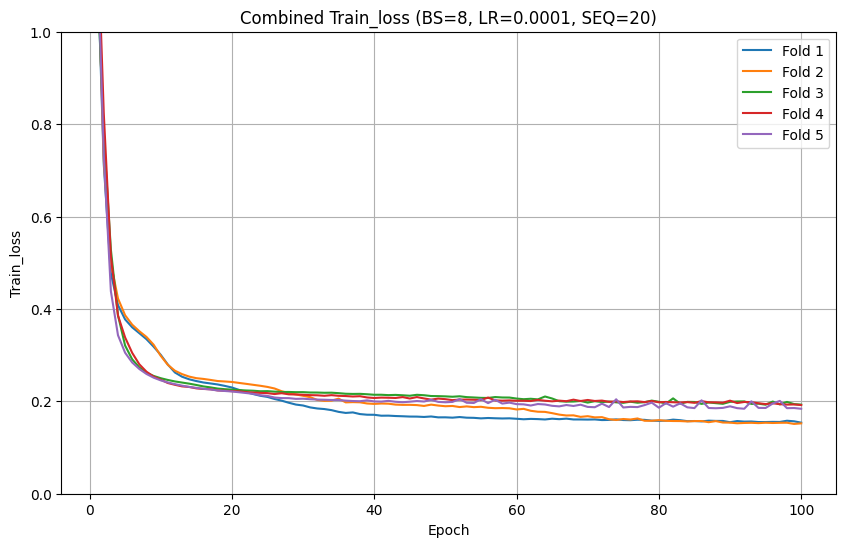 Combined Train_loss (BS=8, LR=0.0001, SEQ=20)
Train_loss
1.0
0.8
0.6
0.4
0.2
0.0
Fold 1
Fold 2
Fold 3
Fold 4
Fold 5
0 20 40 60 80 100
Epoch